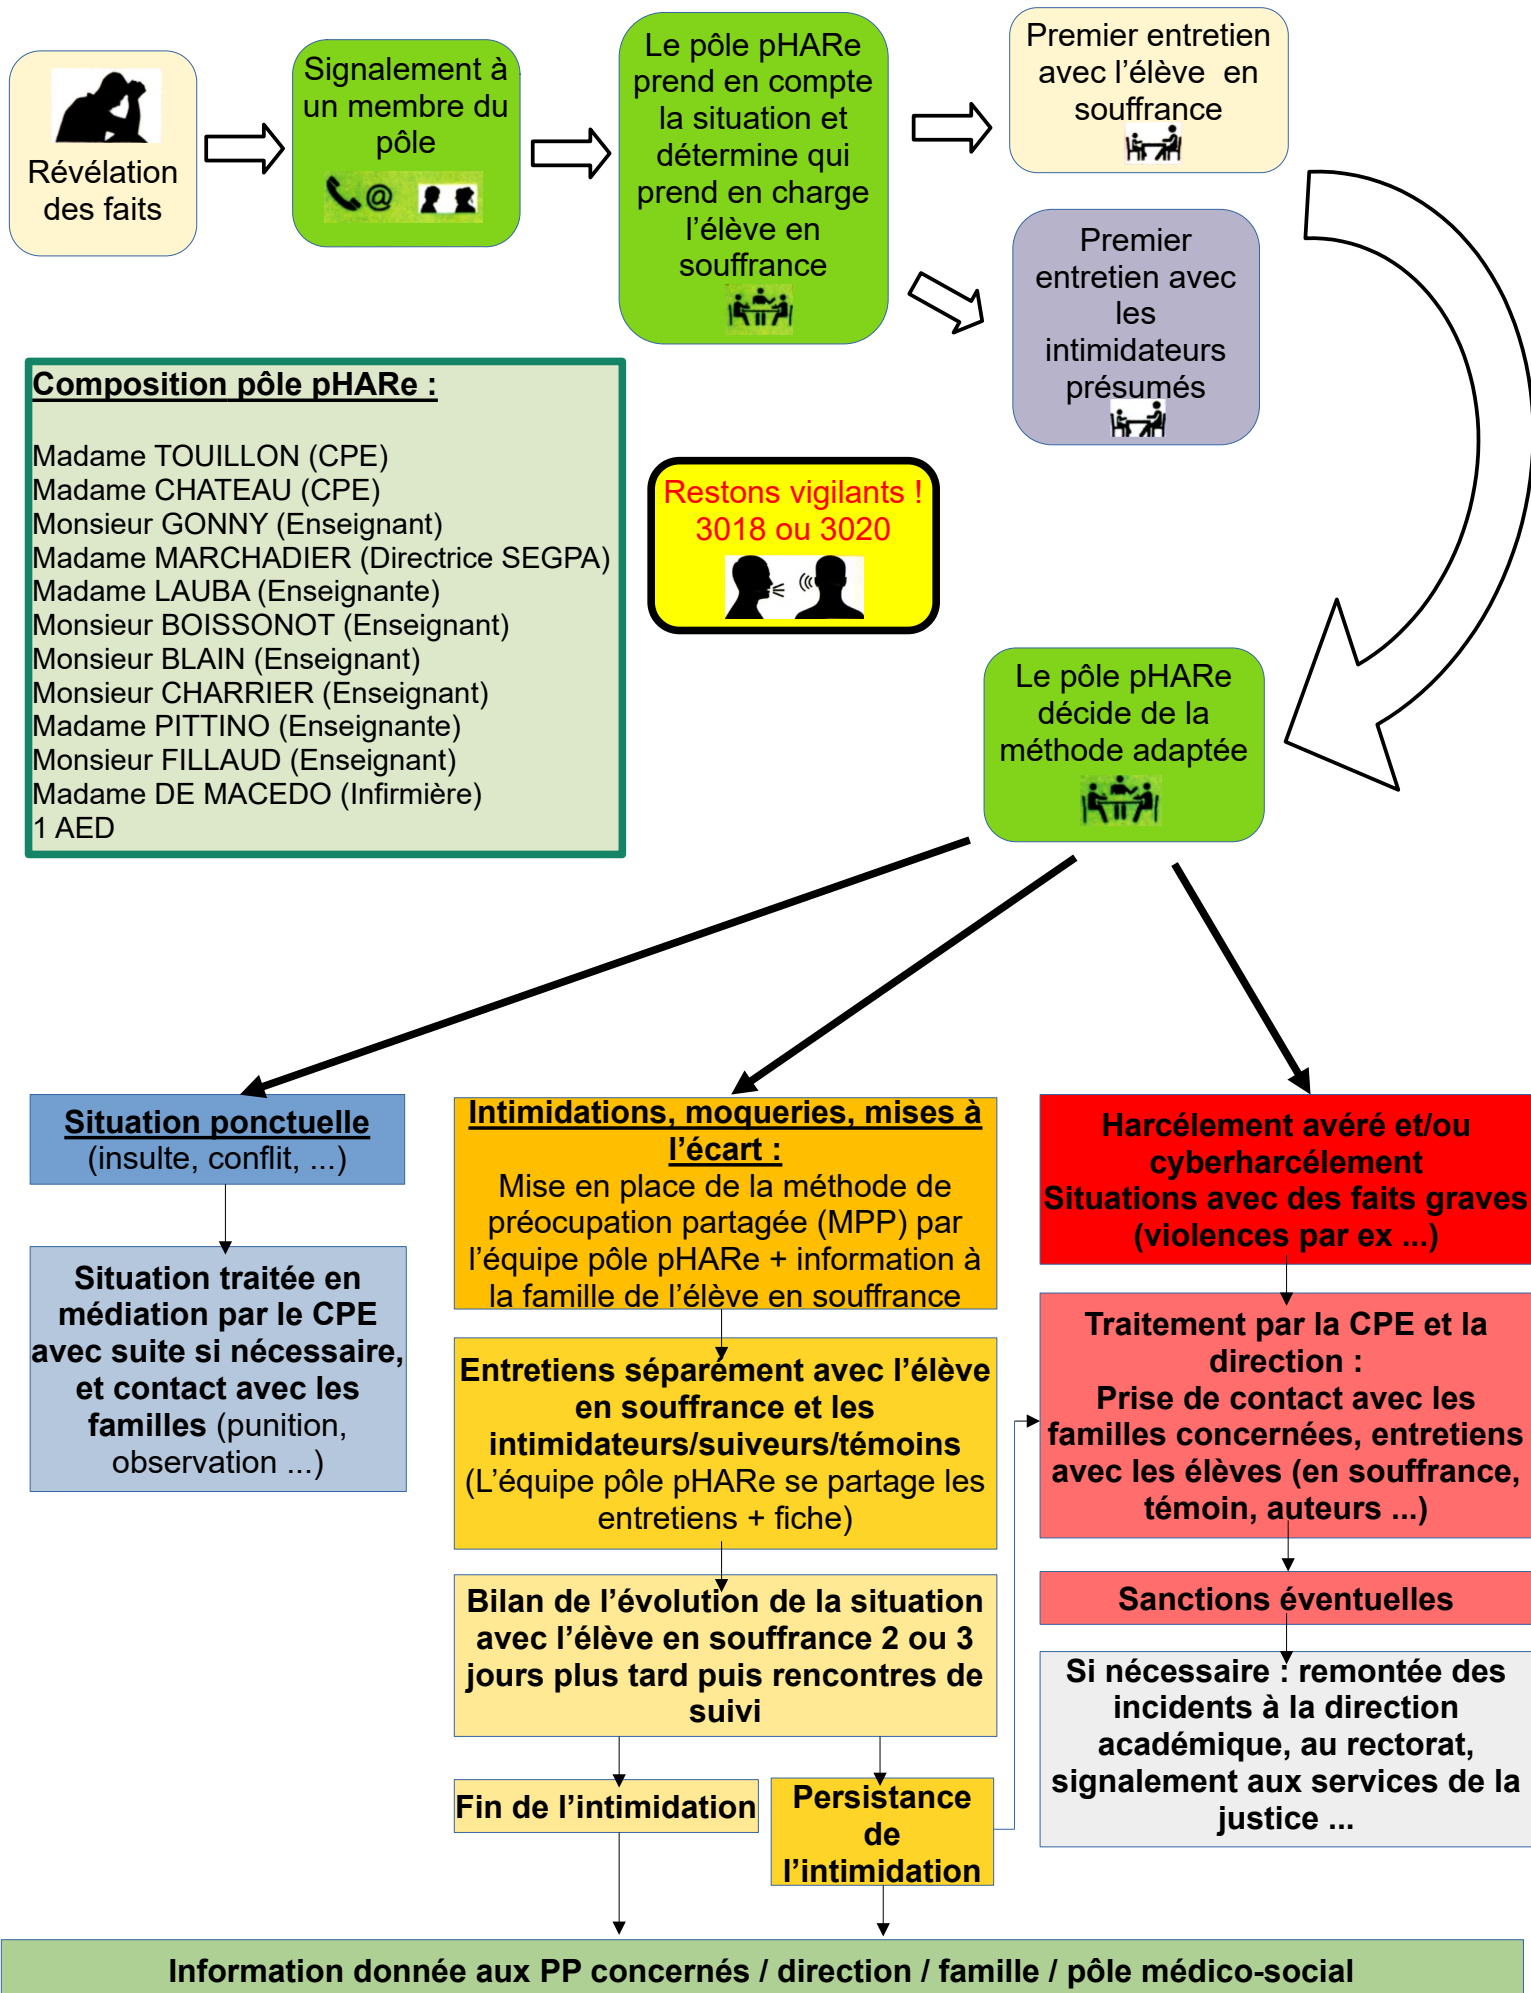 Révélation
des faits
Signalement à
un membre du
pôle
@
Le pôle pHARe
prend en compte
la situation et
détermine qui
prend en charge
l'élève en
souffrance
Premier entretien
avec l'élève en
souffrance
Premier
entretien avec
les
intimidateurs
présumés
Composition pôle pHARe :
Madame TOUILLON (CPE)
Madame CHATEAU (CPE)
Monsieur GONNY (Enseignant)
Madame MARCHADIER (Directrice SEGPA)
Madame LAUBA (Enseignante)
Monsieur BOISSONOT (Enseignant)
Monsieur BLAIN (Enseignant)
Monsieur CHARRIER (Enseignant)
Madame PITTINO (Enseignante)
Monsieur FILLAUD (Enseignant)
Madame DE MACEDO (Infirmière)
1 AED
Restons vigilants !
3018 ou 3020
Le pôle pHARe
décide de la
méthode adaptée
Situation ponctuelle
(insulte, conflit, ...)
Situation traitée en
médiation par le CPE
avec suite si nécessaire,
et contact avec les
familles (punition,
observation ...)
Intimidations, moqueries, mises à
l'écart :
Mise en place de la méthode de
préocupation partagée (MPP) par
l'équipe pôle pHARe + information à
la famille de l'élève en souffrance
Entretiens séparément avec l'élève
en souffrance et les
intimidateurs/suiveurs/témoins
(L'équipe pôle pHARe se partage les
entretiens + fiche)
Bilan de l'évolution de la situation
avec l'élève en souffrance 2 ou 3
jours plus tard puis rencontres de
suivi
Fin de l'intimidation
Persistance
de
l'intimidation
Harcélement avéré et/ou
cyberharcélement
Situations avec des faits graves
(violences par ex ...)
Traitement par la CPE et la
direction :
Prise de contact avec les
familles concernées, entretiens
avec les élèves (en souffrance,
témoin, auteurs ...)
Sanctions éventuelles
Si nécessaire : remontée des
incidents à la direction
académique, au rectorat,
signalement aux services de la
justice ...
Information donnée aux PP concernés / direction / famille / pôle médico-social